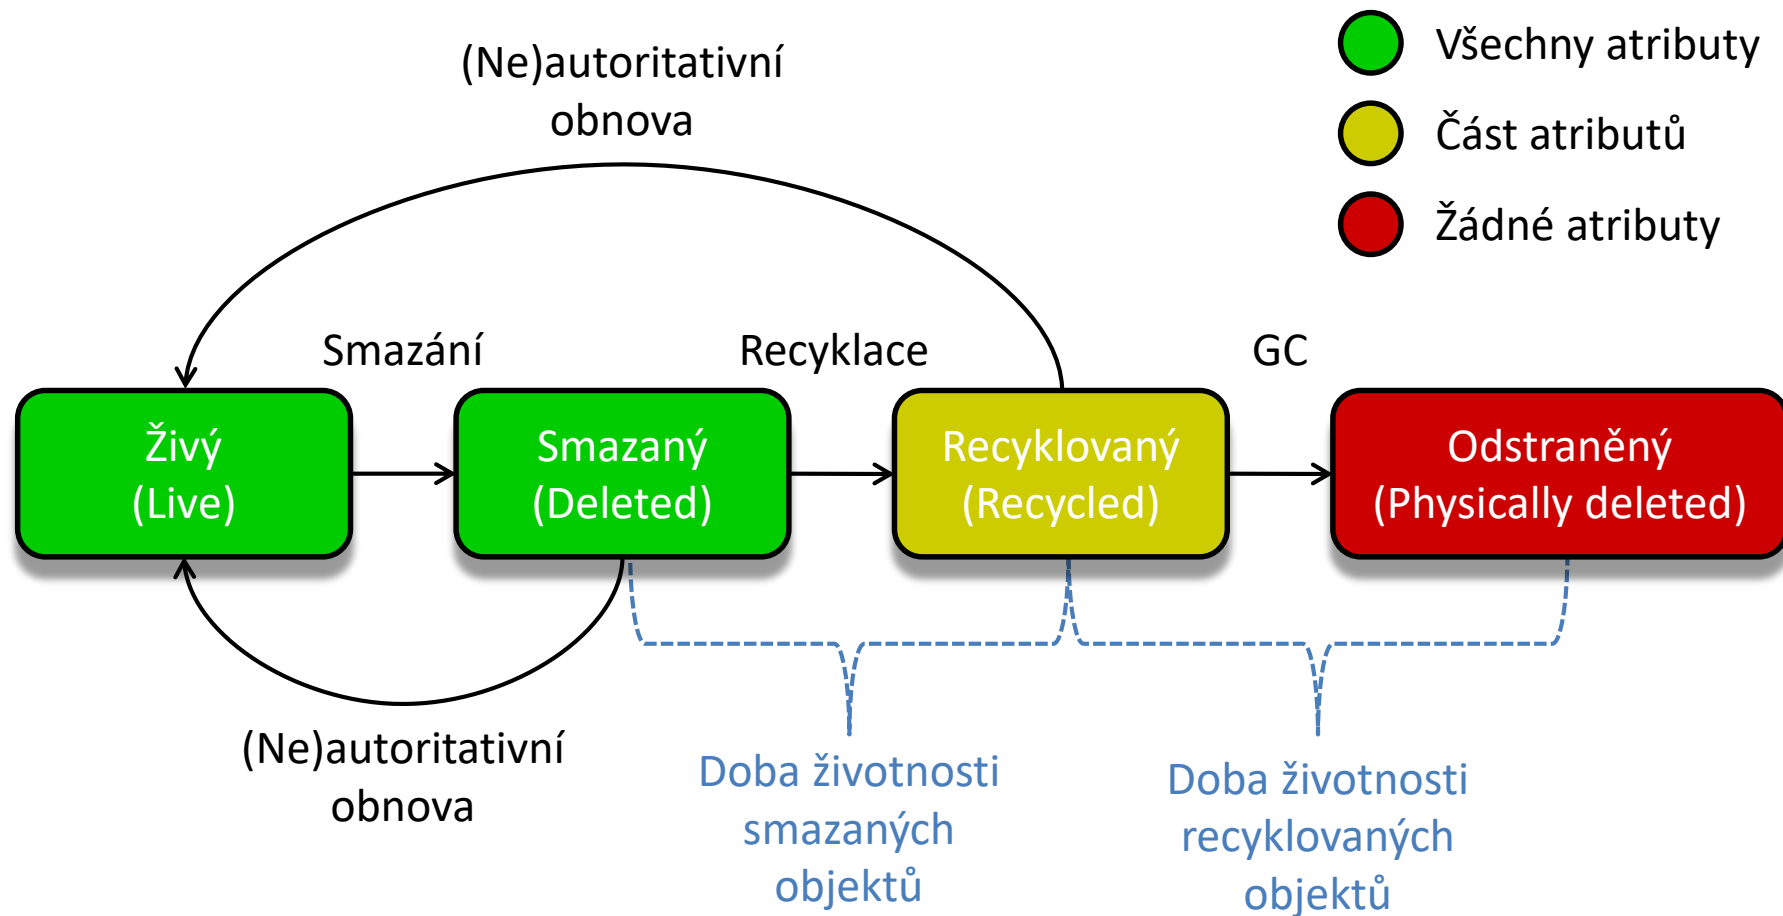 (Ne)autoritativní
obnova
Všechny atributy
Část atributů
Žádné atributy
Smazání
Recyklace
GC
Živý
(Live)
Smazaný
(Deleted)
Recyklovaný
(Recycled)
Odstraněný
(Physically deleted)
(Ne)autoritativní
obnova
Doba životnosti
smazaných
objektů
Doba životnosti
recyklovaných
objektů